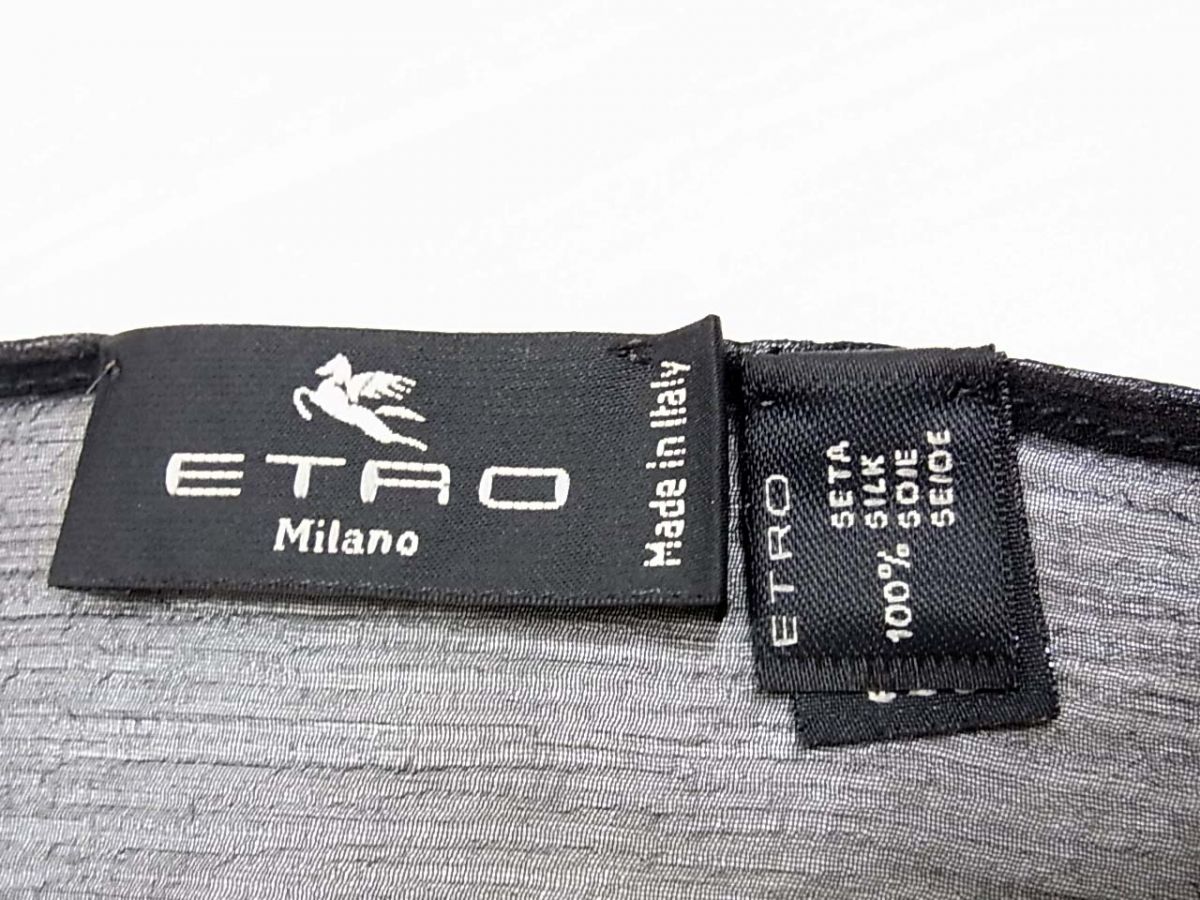 ETRO
Milano
Made in Italy
ETRO
SETA
100% SILK
SOIE
SEIDE